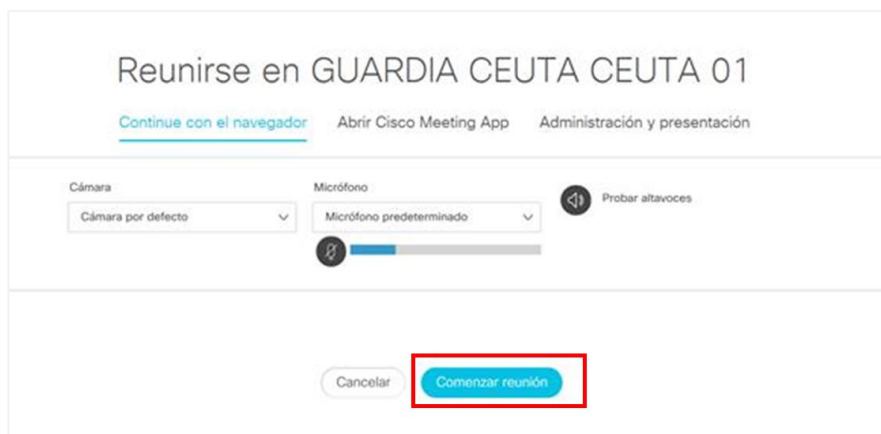 Reunirse en GUARDIA CEUTA CEUTA 01
Continue con el navegador Abrir Cisco Meeting App Administración y presentación
Cámara Micrófono
Cámara por defecto Micrófono predeterminado Probar altavoces
Cancelar Comenzar reunión